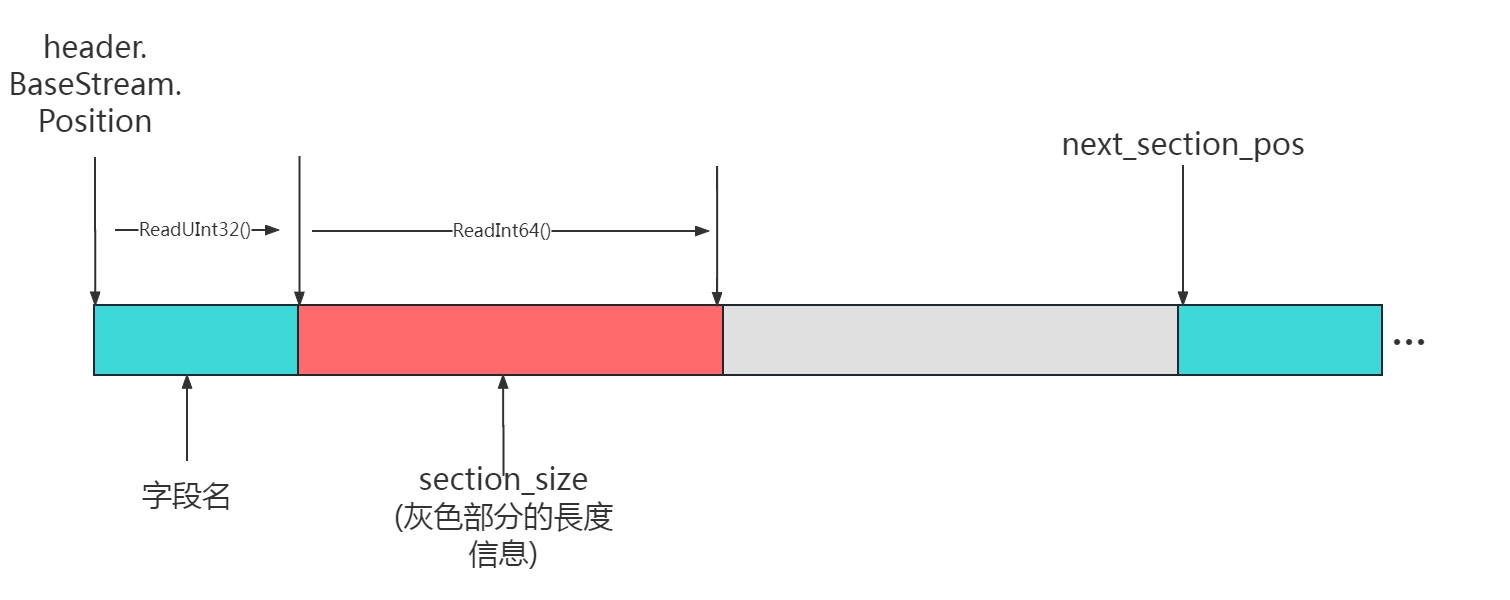 header.
BaseStream.
Position
next_section_pos
ReadUInt32()
ReadInt64()
...
字段名
section_size
(灰色部分的長度
信息)